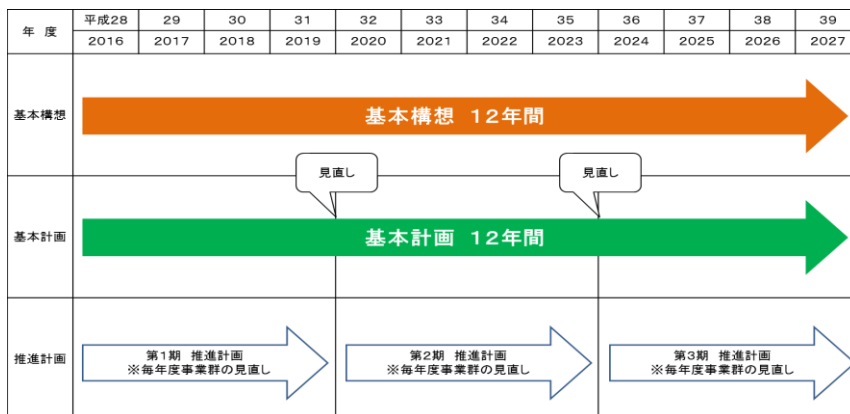 年 度 平成28 29 30 31 32 33 34 35 36 37 38 39
2016 2017 2018 2019 2020 2021 2022 2023 2024 2025 2026 2027
基本構想 基本構想 12年間
見直し 見直し
基本計画 基本計画 12年間
推進計画
第1期 推進計画
※毎年度事業群の見直し
第2期 推進計画
※毎年度事業群の見直し
第3期 推進計画
※毎年度事業群の見直し